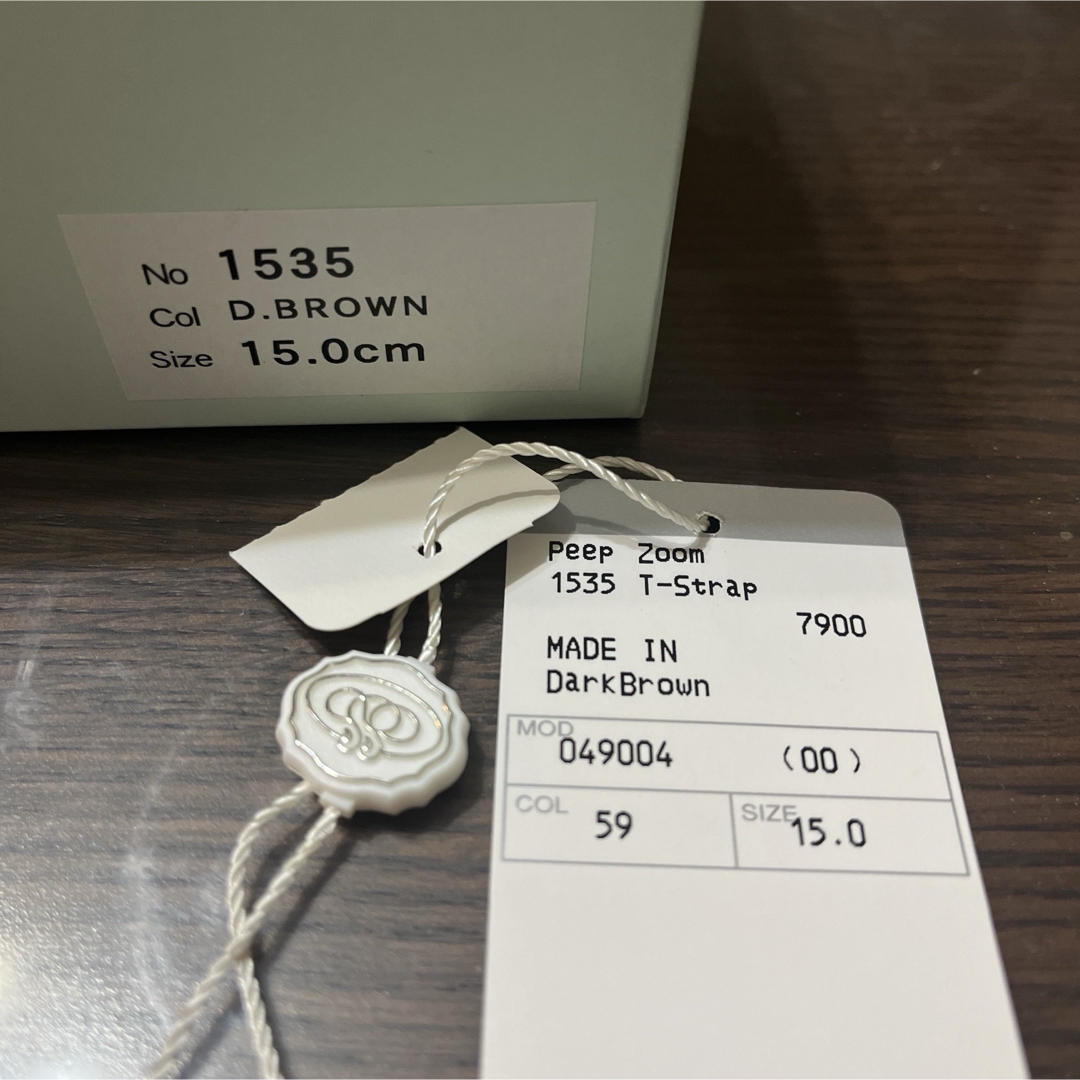 No 1535
Col D.BROWN
Size 15.0cm
Peep Zoom
1535 T-Strap
7900
MADE IN
DarkBrown
MOD 049004 (00)
COL 59 SIZE 15.0